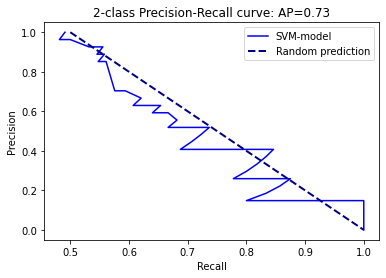 2-class Precision-Recall curve: AP=0.73
SVM-model
Random prediction
Precision
1.0
0.8
0.6
0.4
0.2
0.0
0.5
0.6
0.7
0.8
0.9
1.0
Recall